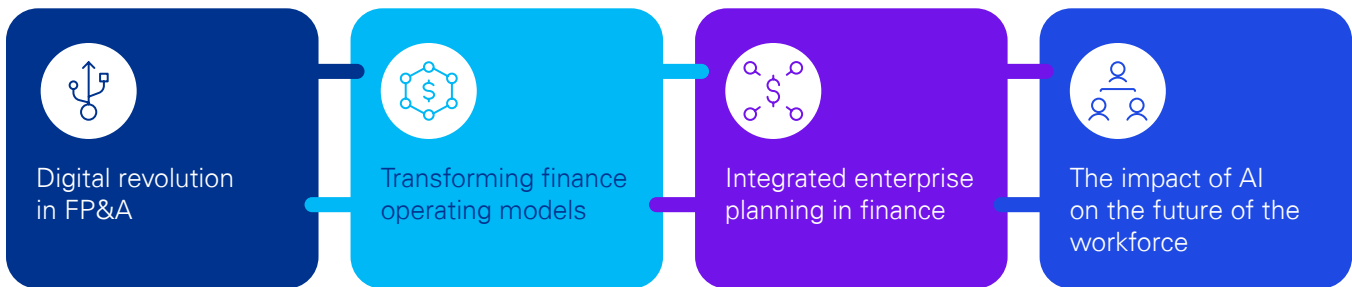 Digital revolution
in FP&A
Transforming finance
operating models
Integrated enterprise
planning in finance
The impact of AI
on the future of the
workforce